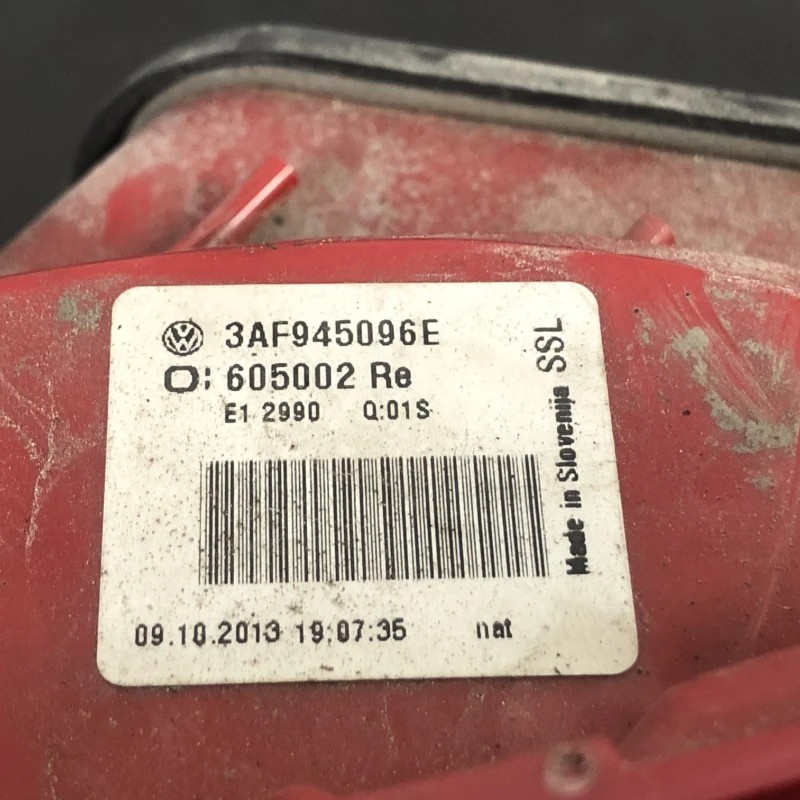 3AF945096E
O: 605002 Re
E1 2990 Q:01S
09.10.2013 19:07:35 nat
Made in Slovenija SSL